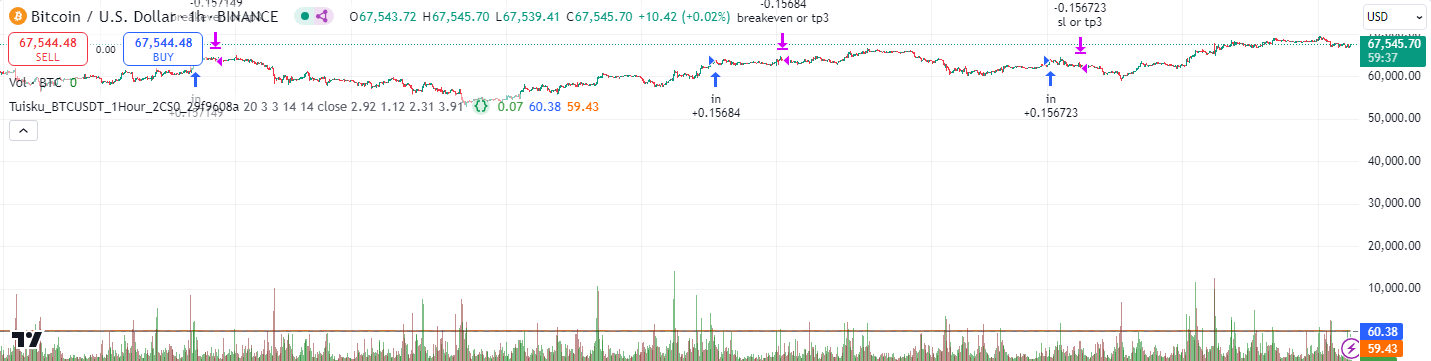 -0.157149
Bitcoin / U.S. Dollar · 1h · BINANCE
O67,543.72 H67,545.70 L67,539.41 C67,545.70 +10.42 (+0.02%)
-0.15684
breakeven or tp3
-0.156723
sl or tp3
USD
67,544.48
SELL
0.00
67,544.48
BUY
67,545.70
59:37
60,000.00
Vol · BTC 0
in
+0.157149
Tuisku_BTCUSDT_1Hour_2CS0_29f9608a 20 3 3 14 14 close 2.92 1.12 2.31 3.91 {} 0.07 60.38 59.43
in
+0.15684
in
+0.156723
50,000.00
40,000.00
30,000.00
20,000.00
10,000.00
60.38
59.43